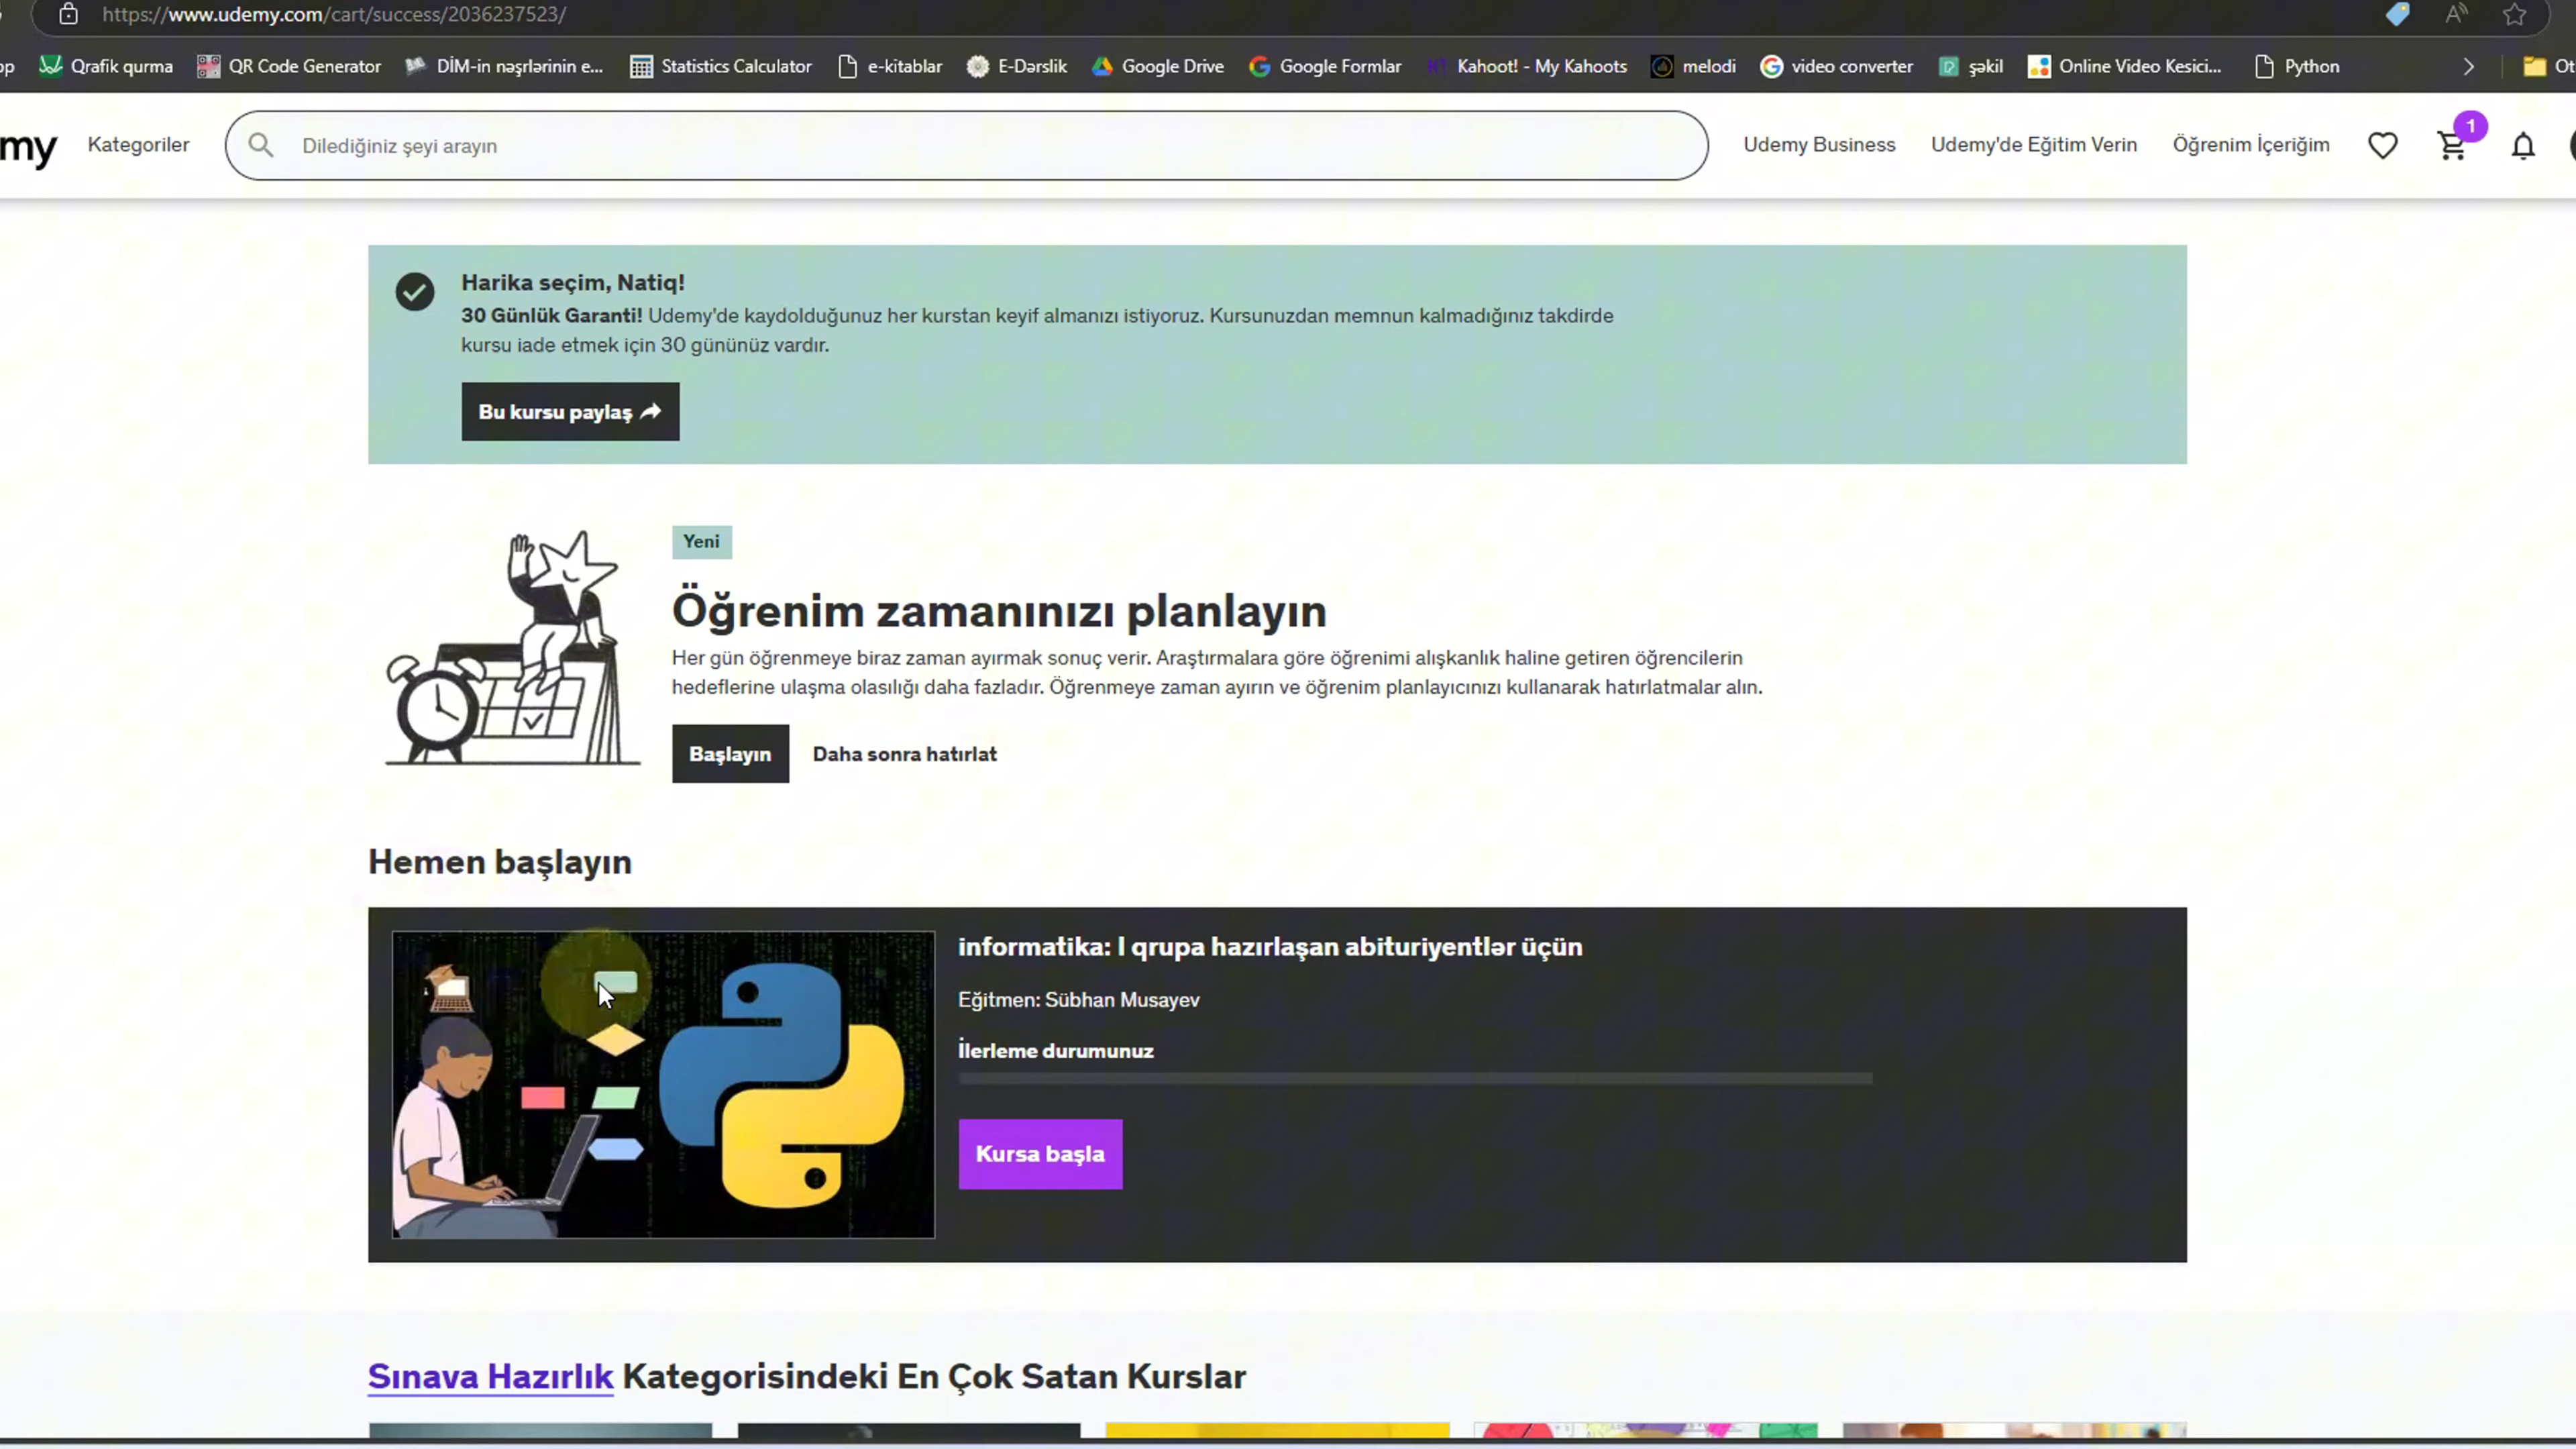 https://www.udemy.com/cart/success/2036237523/
Qrafik qurma QR Code Generator DİM-in nəşrlərinin e... Statistics Calculator e-kitablar E-Dərslik Google Drive Google Formlar Kahoot! - My Kahoots melodi video converter şəkil Online Video Kesici... Python
my Kategoriler Dilediğiniz şeyi arayın Udemy Business Udemy'de Eğitim Verin Öğrenim İçeriğim 1
Harika seçim, Natiq!
30 Günlük Garanti! Udemy'de kaydolduğunuz her kurstan keyif almanızı istiyoruz. Kursunuzdan memnun kalmadığınız takdirde
kursu iade etmek için 30 gününüz vardır.
Bu kursu paylaş
Yeni
Öğrenim zamanınızı planlayın
Her gün öğrenmeye biraz zaman ayırmak sonuç verir. Araştırmalara göre öğrenimi alışkanlık haline getiren öğrencilerin
hedeflerine ulaşma olasılığı daha fazladır. Öğrenmeye zaman ayırın ve öğrenim planlayıcınızı kullanarak hatırlatmalar alın.
Başlayın Daha sonra hatırlat
Hemen başlayın
informatika: I qrupa hazırlaşan abituriyentlər üçün
Eğitmen: Sübhan Musayev
İlerleme durumunuz
Kursa başla
Sınava Hazırlık Kategorisindeki En Çok Satan Kurslar